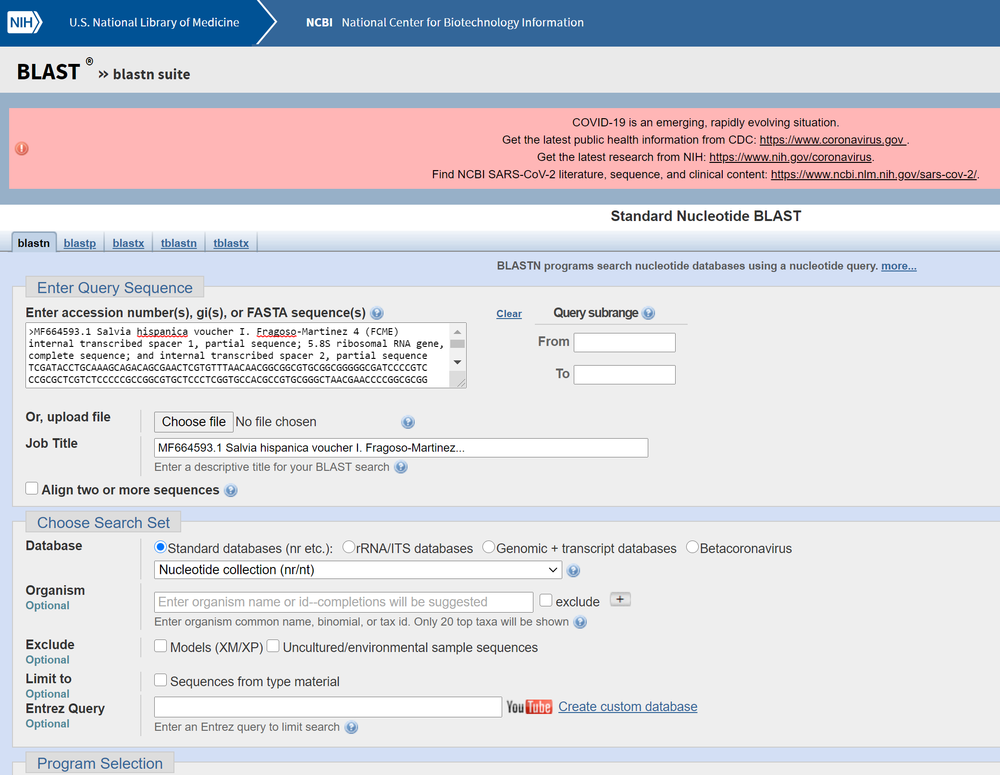 NIH U.S. National Library of Medicine NCBI National Center for Biotechnology Information
BLAST ® » blastn suite
COVID-19 is an emerging, rapidly evolving situation.
Get the latest public health information from CDC: https://www.coronavirus.gov .
Get the latest research from NIH: https://www.nih.gov/coronavirus.
Find NCBI SARS-CoV-2 literature, sequence, and clinical content: https://www.ncbi.nlm.nih.gov/sars-cov-2/.
Standard Nucleotide BLAST
blastn blastp blastx tblastn tblastx
BLASTN programs search nucleotide databases using a nucleotide query. more...
Enter Query Sequence
Enter accession number(s), gi(s), or FASTA sequence(s) Clear Query subrange
>MF664593.1 Salvia hispanica voucher I. Fragoso-Martinez 4 (FCME)
internal transcribed spacer 1, partial sequence; 5.8S ribosomal RNA gene,
complete sequence; and internal transcribed spacer 2, partial sequence
TCGATACCTGCAAAGCAGACAGCGAACTCGTGTTTAACAACGGCGGCGTGCGGCGGGGGCGATCCCCGTC
CCGCGCTCGTCTCCCCCGCCGGCGTGCTCCCTCGGTGCCACGCCGTGCGGGCTAACGAACCCCGGCGCGG
From
To
Or, upload file Choose file No file chosen
Job Title MF664593.1 Salvia hispanica voucher I. Fragoso-Martinez...
Enter a descriptive title for your BLAST search
Align two or more sequences
Choose Search Set
Database Standard databases (nr etc.): rRNA/ITS databases Genomic + transcript databases Betacoronavirus
Nucleotide collection (nr/nt)
Organism
Optional
Enter organism name or id--completions will be suggested exclude +
Enter organism common name, binomial, or tax id. Only 20 top taxa will be shown
Exclude
Optional
Models (XM/XP) Uncultured/environmental sample sequences
Limit to
Optional
Sequences from type material
Entrez Query
Optional
YouTube Create custom database
Enter an Entrez query to limit search
Program Selection